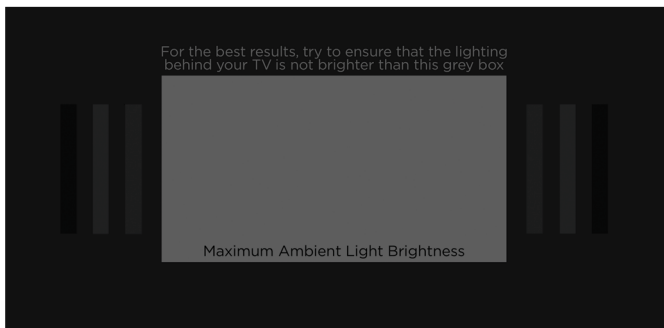 For the best results, try to ensure that the lighting
behind your TV is not brighter than this grey box
Maximum Ambient Light Brightness